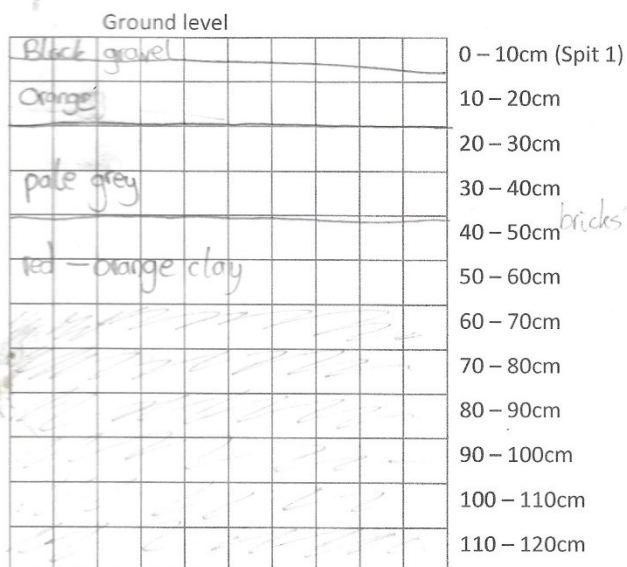 Ground level
Black gravel 0 – 10cm (Spit 1)
Orange 10 – 20cm
20 – 30cm
pale grey 30 – 40cm
40 – 50cm bricks
red – orange clay 50 – 60cm
60 – 70cm
70 – 80cm
80 – 90cm
90 – 100cm
100 – 110cm
110 – 120cm